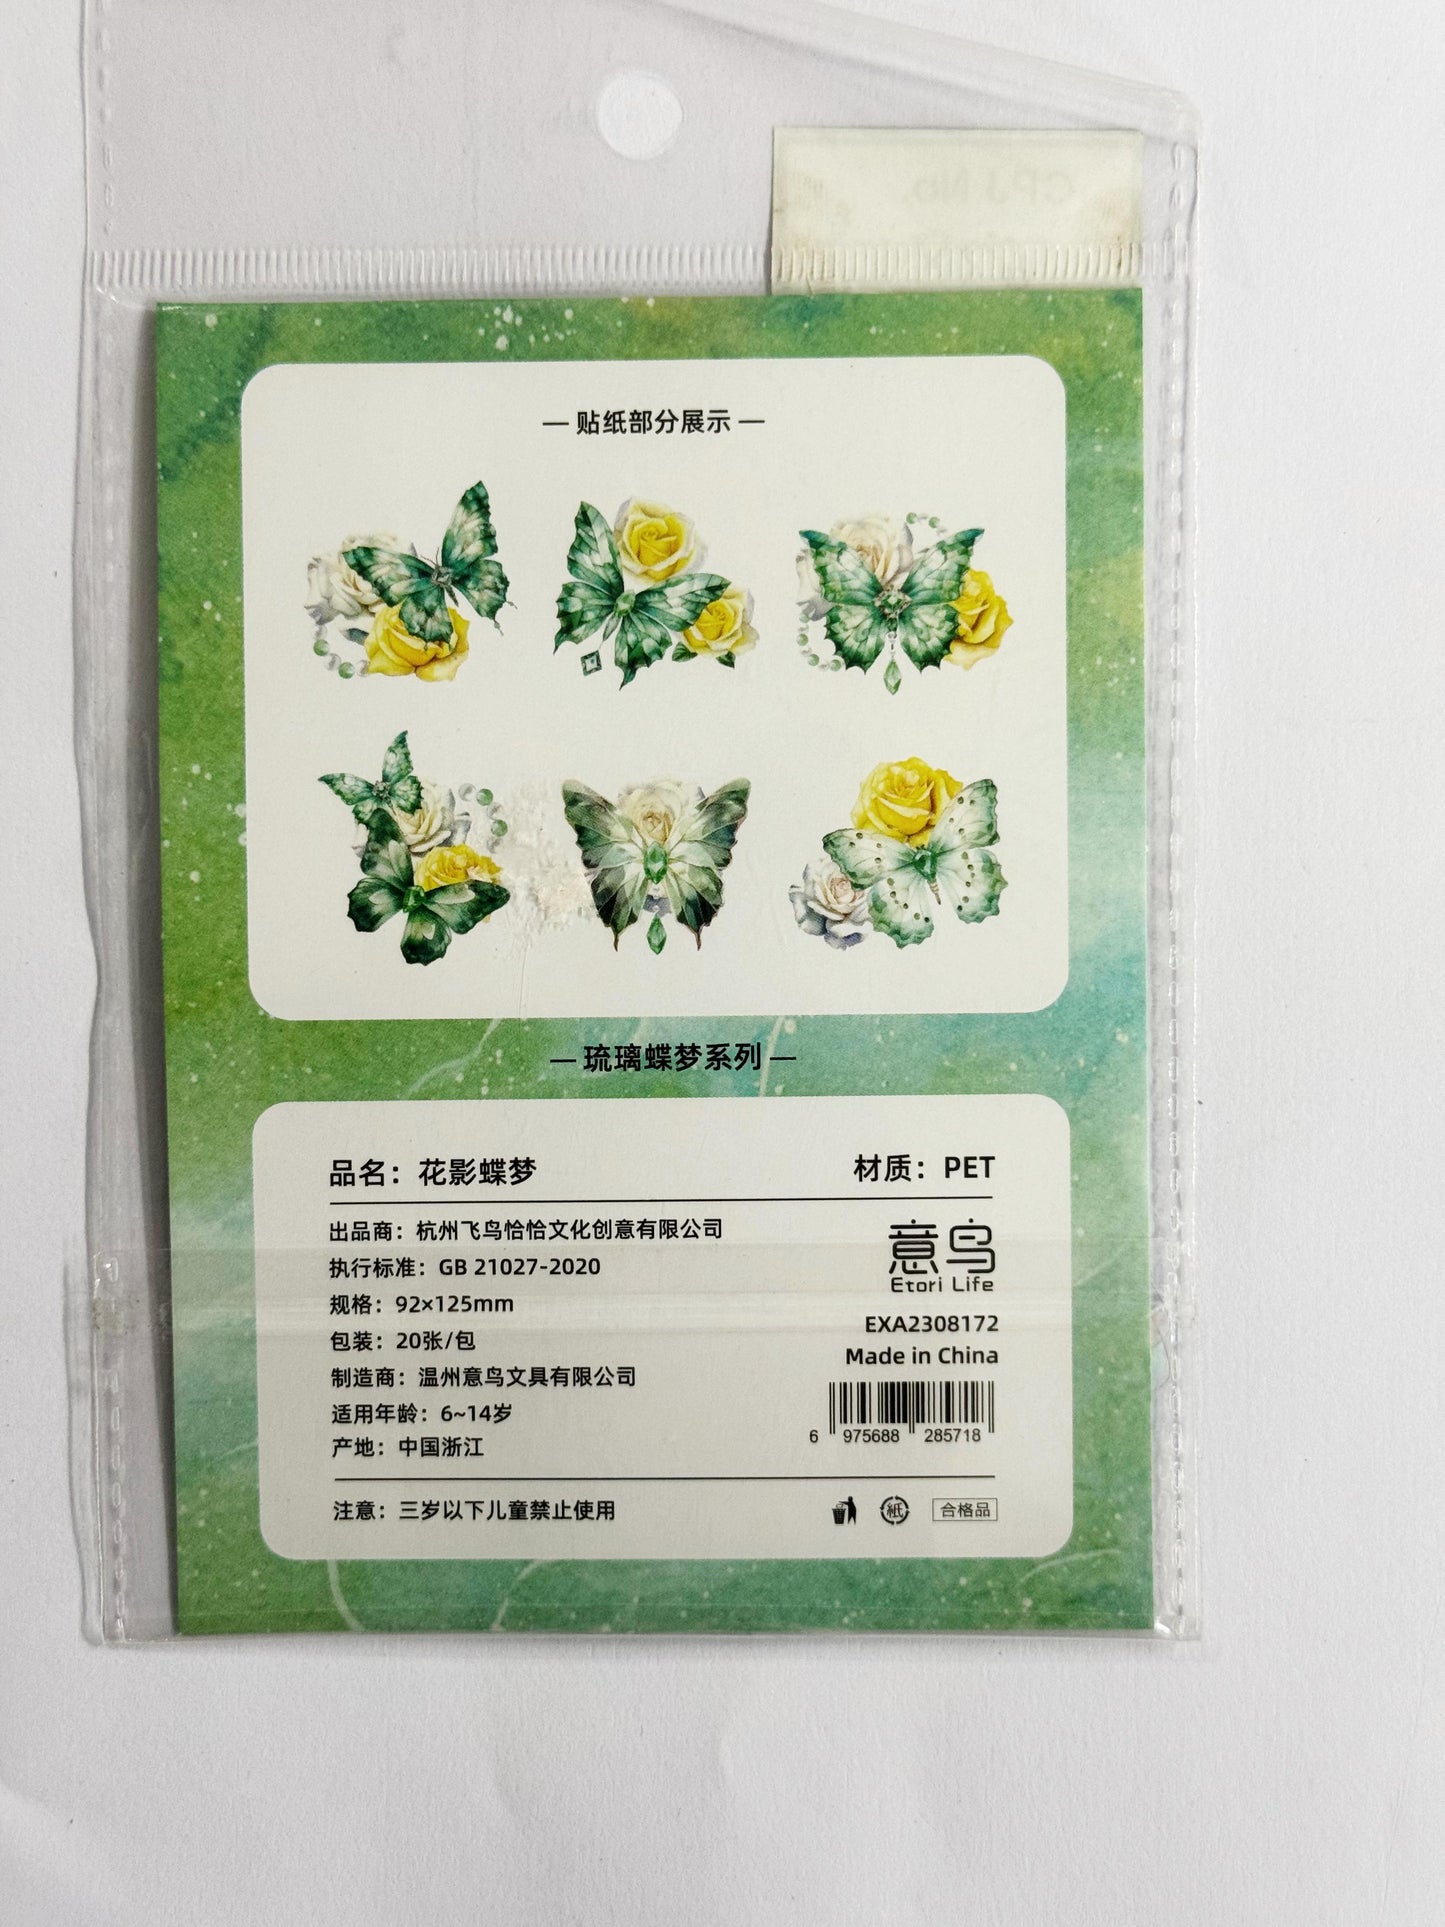 CPJ No.
— 贴纸部分展示 —
— 琉璃蝶梦系列 —
品名：花影蝶梦
材质：PET
出品商：杭州飞鸟恰恰文化创意有限公司
执行标准：GB 21027-2020
规格：92×125mm
包装：20张/包
制造商：温州意鸟文具有限公司
适用年龄：6~14岁
产地：中国浙江
意鸟
Etori Life
EXA2308172
Made in China
6 975688 285718
注意：三岁以下儿童禁止使用
紙
合格品